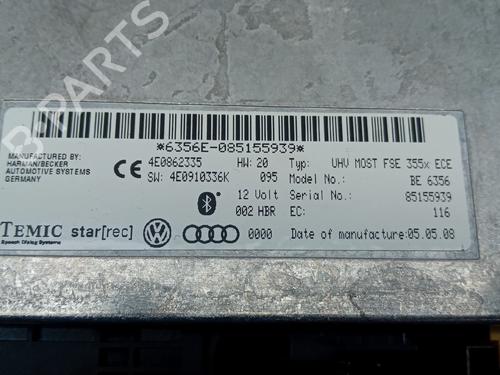 B-PARTS
*6356E-085155939*
MANUFACTURED BY:
HARMAN/BECKER
AUTOMOTIVE SYSTEMS
GERMANY
CE 4E0862335 HW: 20 Typ: UHV MOST FSE 355x ECE
SW: 4E0910336K 095 Model No.: BE 6356
12 Volt Serial No.: 85155939
002 HBR EC: 116
TEMIC star[rec] 0000 Date of manufacture: 05.05.08
Speech Dialog Systems